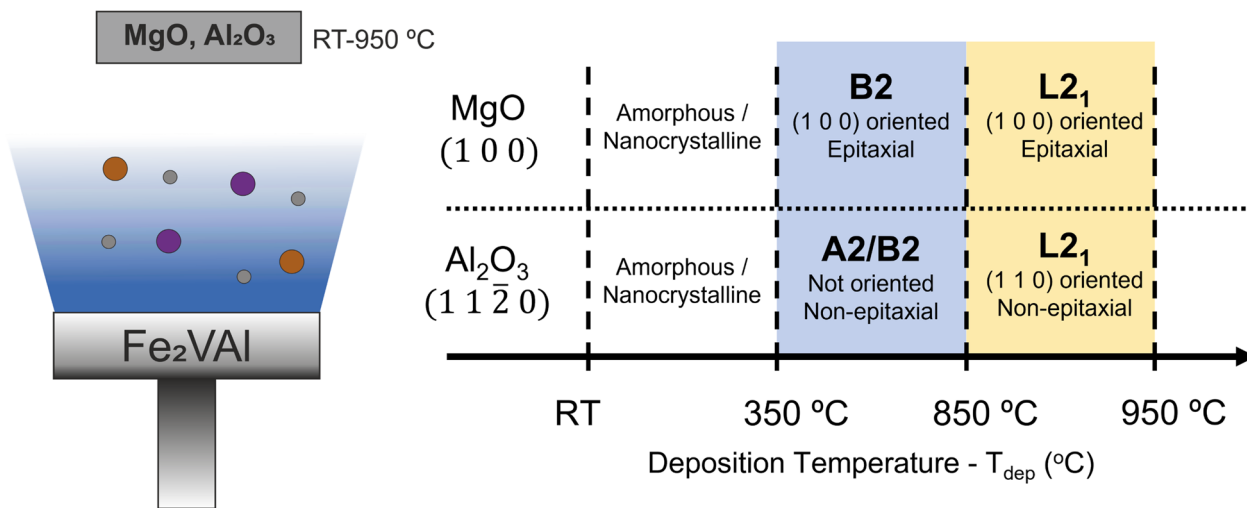 MgO, Al₂O₃
RT-950 ºC
Fe₂VAl
MgO
(1 0 0)
Amorphous /
Nanocrystalline
B2
(1 0 0) oriented
Epitaxial
L2₁
(1 0 0) oriented
Epitaxial
Al₂O₃
(1 1 2̄ 0)
Amorphous /
Nanocrystalline
A2/B2
Not oriented
Non-epitaxial
L2₁
(1 1 0) oriented
Non-epitaxial
RT
350 ºC
850 ºC
950 ºC
Deposition Temperature - T_dep (°C)